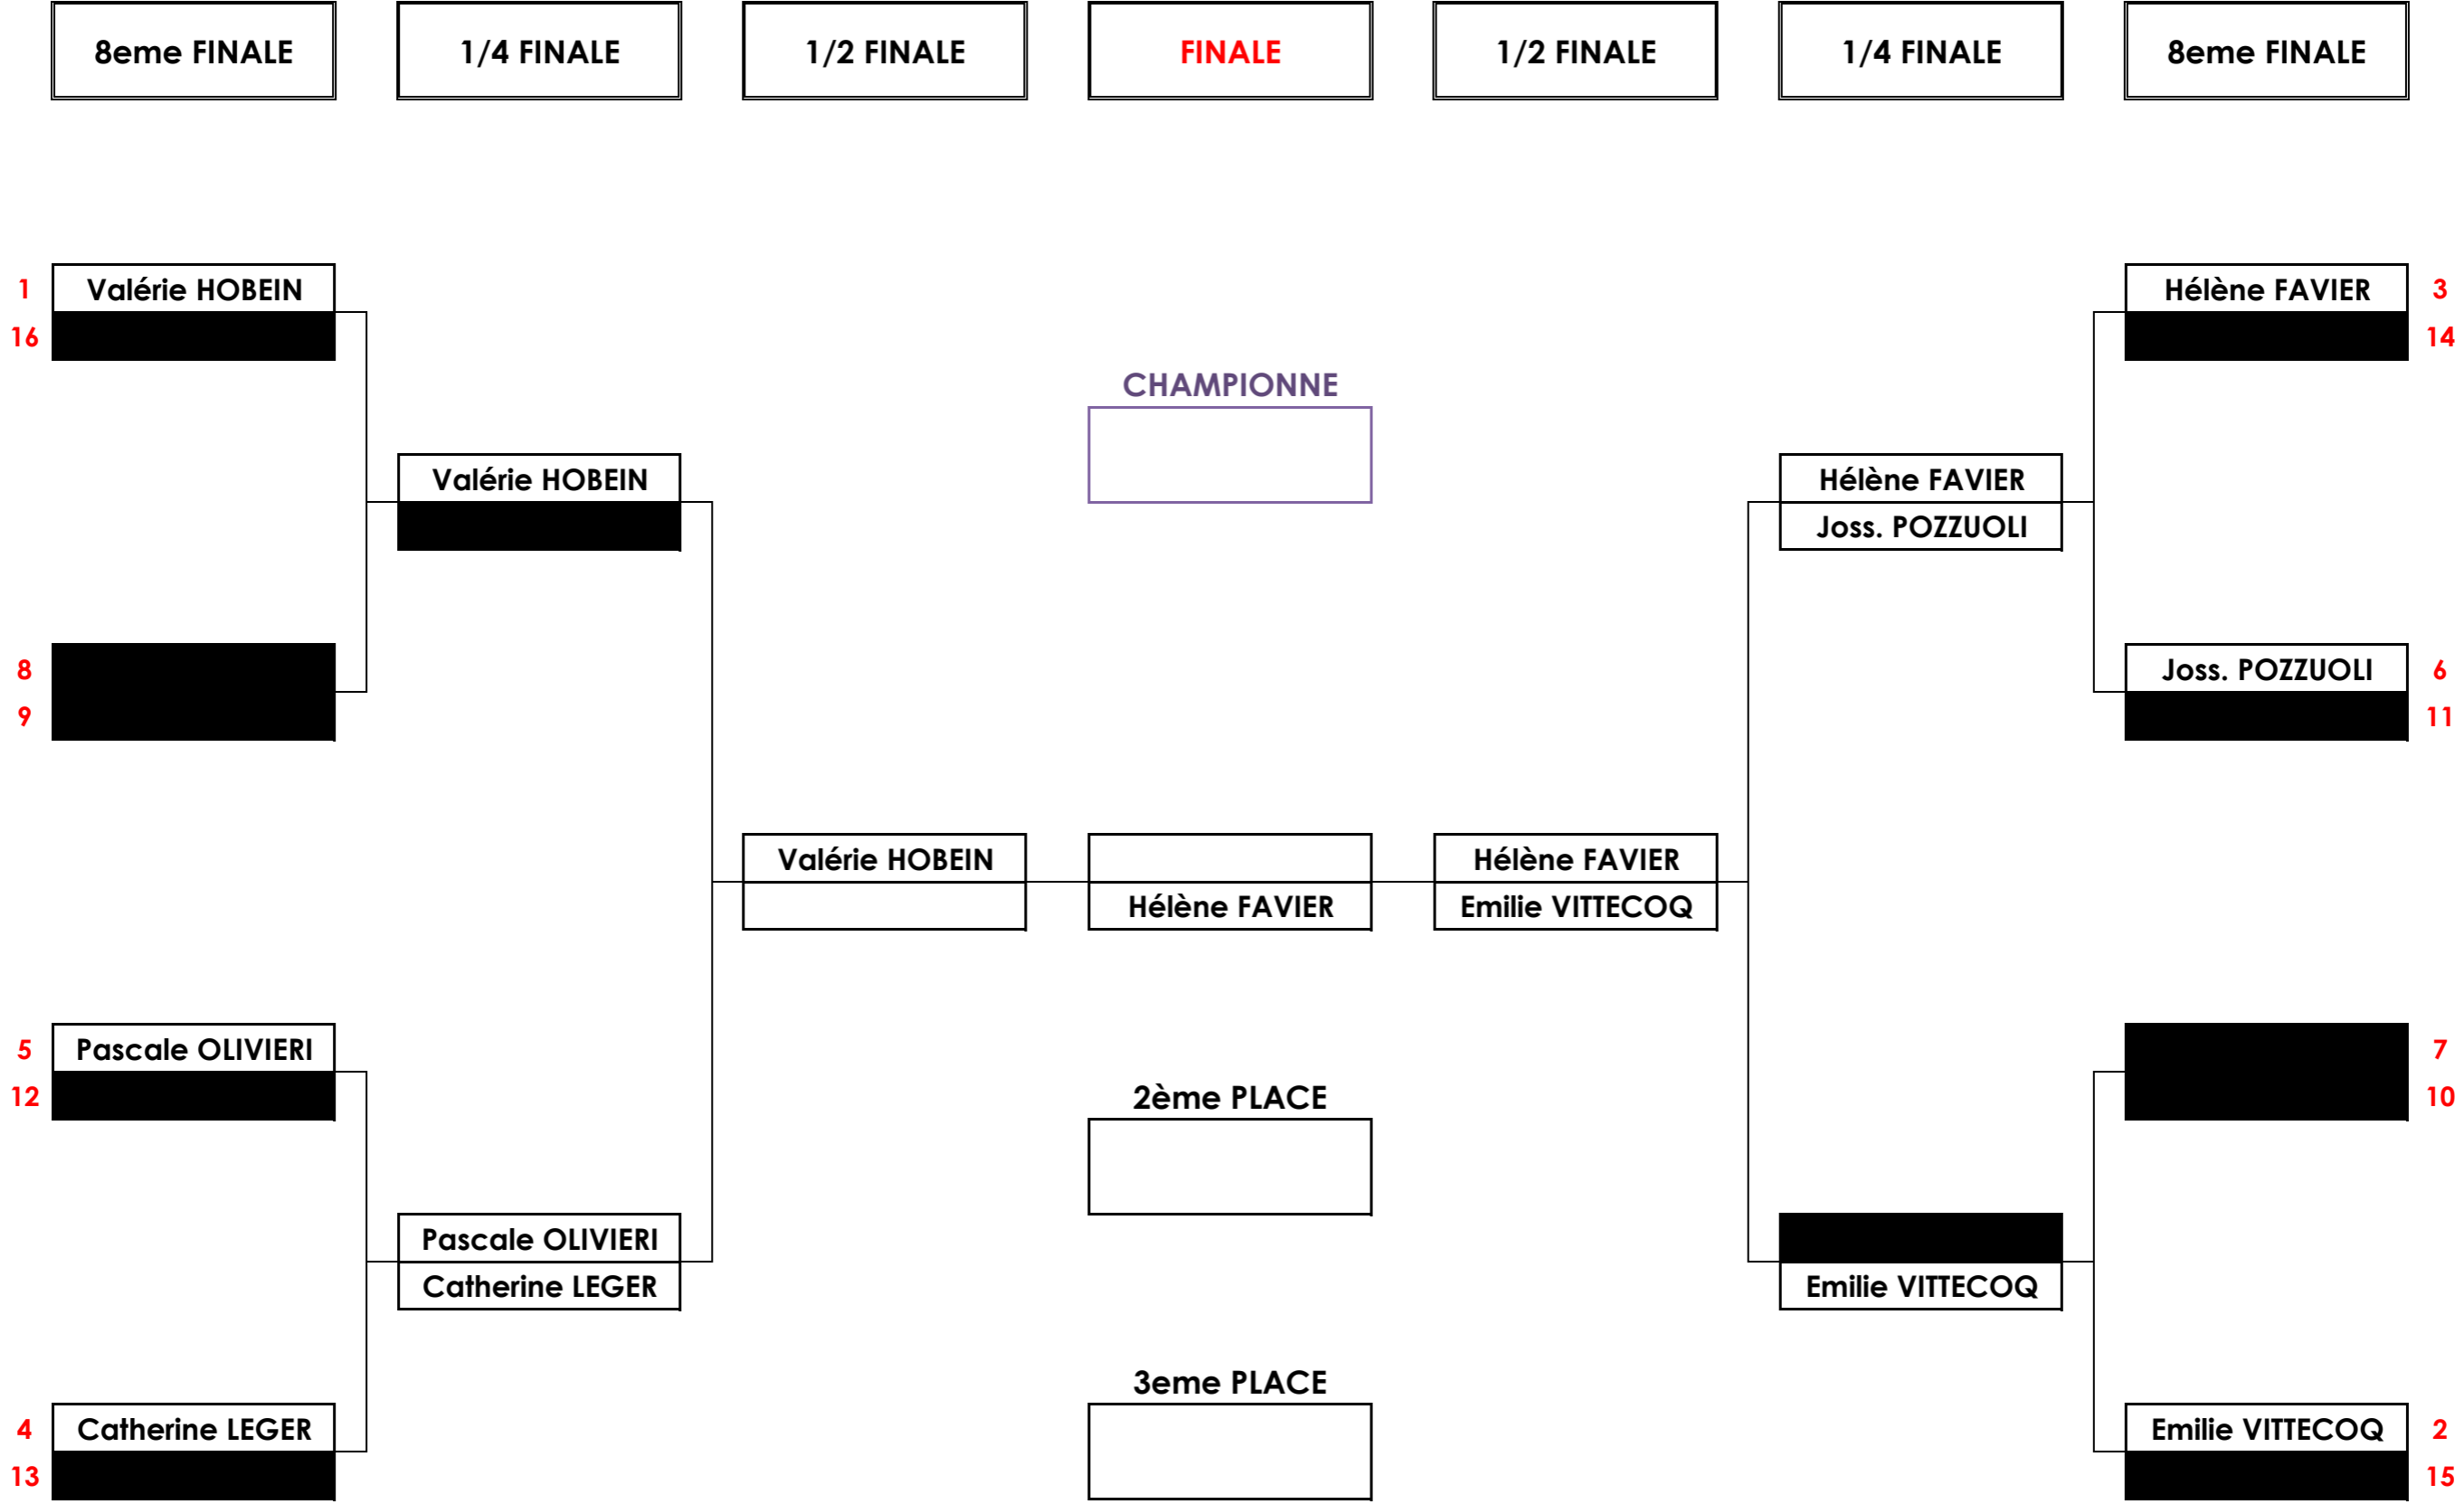 8eme FINALE 1/4 FINALE 1/2 FINALE FINALE 1/2 FINALE 1/4 FINALE 8eme FINALE
1 Valérie HOBEIN Hélène FAVIER 3
16 14
CHAMPIONNE
Valérie HOBEIN Hélène FAVIER
Joss. POZZUOLI
8 Joss. POZZUOLI 6
9 11
Valérie HOBEIN Hélène FAVIER
Hélène FAVIER Emilie VITTECOQ
5 Pascale OLIVIERI 7
12 2ème PLACE 10
Pascale OLIVIERI
Catherine LEGER Emilie VITTECOQ
3eme PLACE
4 Catherine LEGER Emilie VITTECOQ 2
13 15